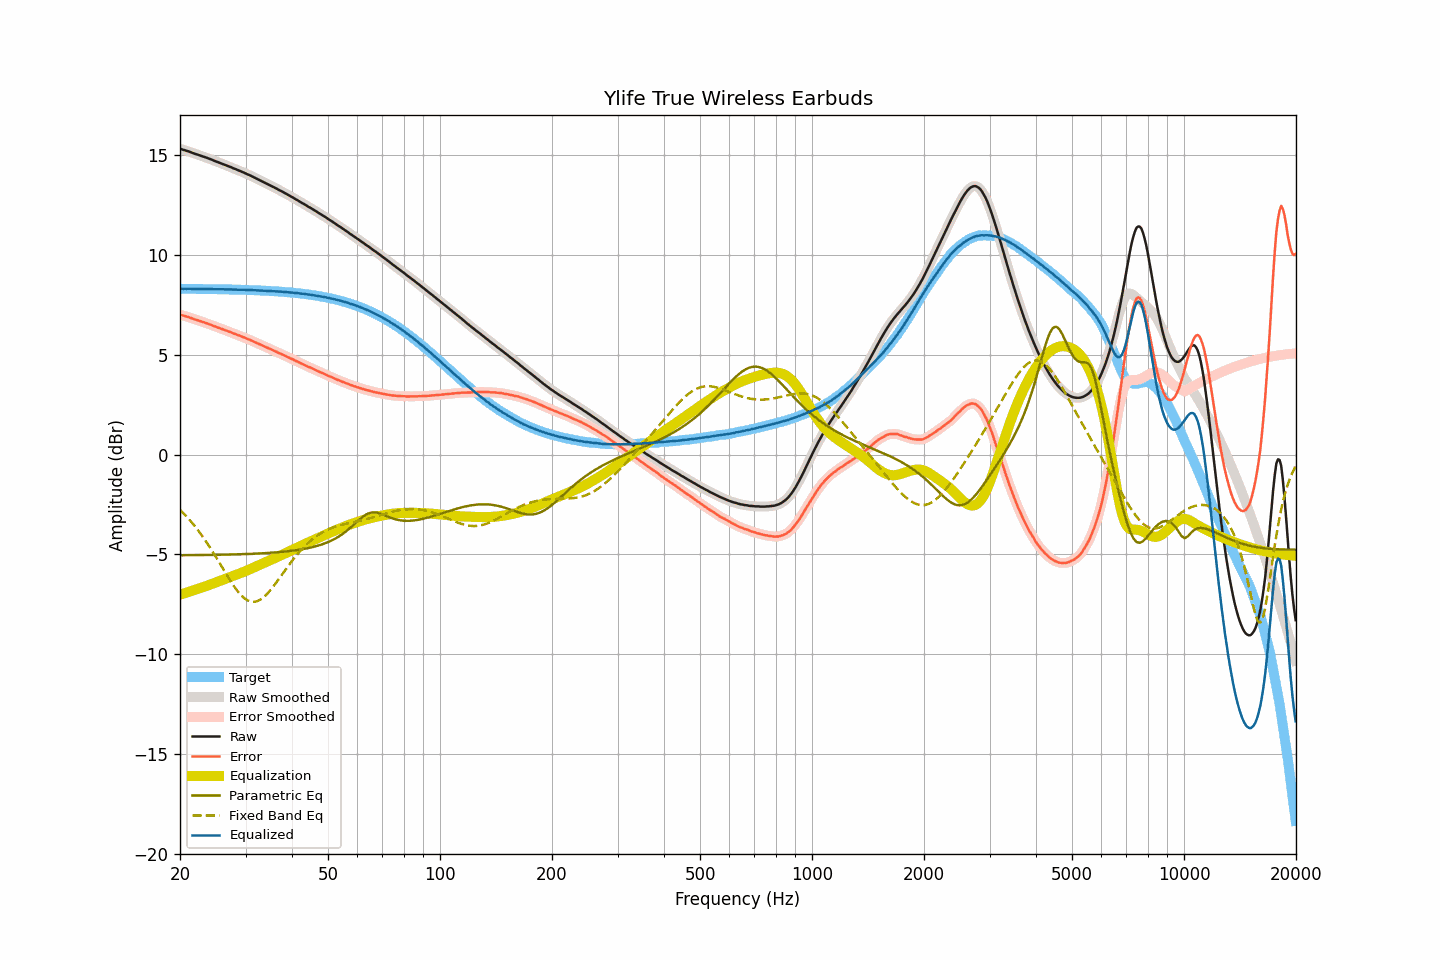 Ylife True Wireless Earbuds
Amplitude (dBr)
15
10
5
0
−5
−10
−15
−20
Target
Raw Smoothed
Error Smoothed
Raw
Error
Equalization
Parametric Eq
Fixed Band Eq
Equalized
20 50 100 200 500 1000 2000 5000 10000 20000
Frequency (Hz)